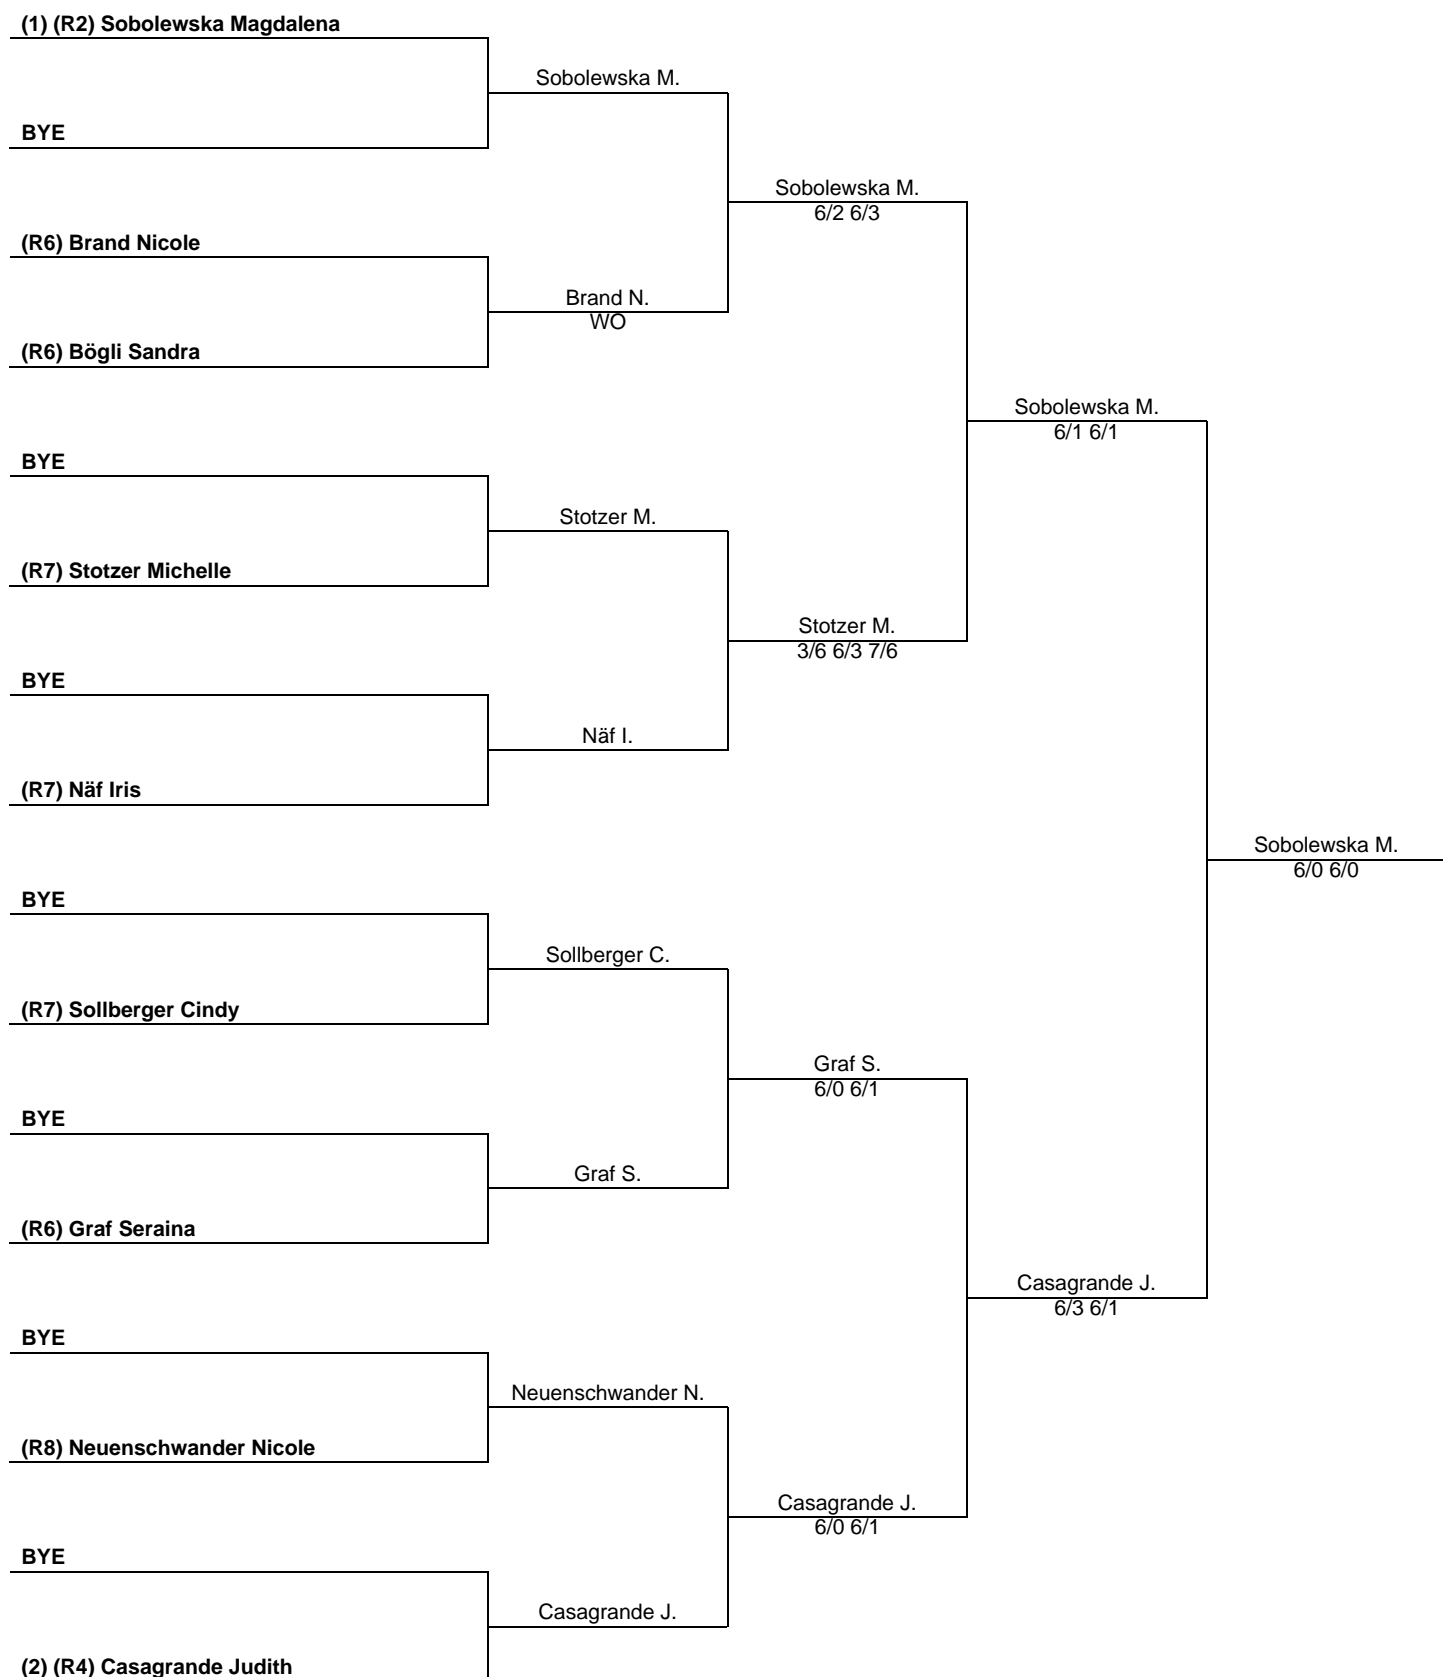 (1) (R2) Sobolewska Magdalena
Sobolewska M.
BYE
Sobolewska M.
6/2 6/3
(R6) Brand Nicole
Brand N.
WO
(R6) Bögli Sandra
Sobolewska M.
6/1 6/1
BYE
Stotzer M.
(R7) Stotzer Michelle
Stotzer M.
3/6 6/3 7/6
BYE
Näf I.
(R7) Näf Iris
Sobolewska M.
6/0 6/0
BYE
Sollberger C.
(R7) Sollberger Cindy
Graf S.
6/0 6/1
BYE
Graf S.
(R6) Graf Seraina
Casagrande J.
6/3 6/1
BYE
Neuenschwander N.
(R8) Neuenschwander Nicole
Casagrande J.
6/0 6/1
BYE
Casagrande J.
(2) (R4) Casagrande Judith